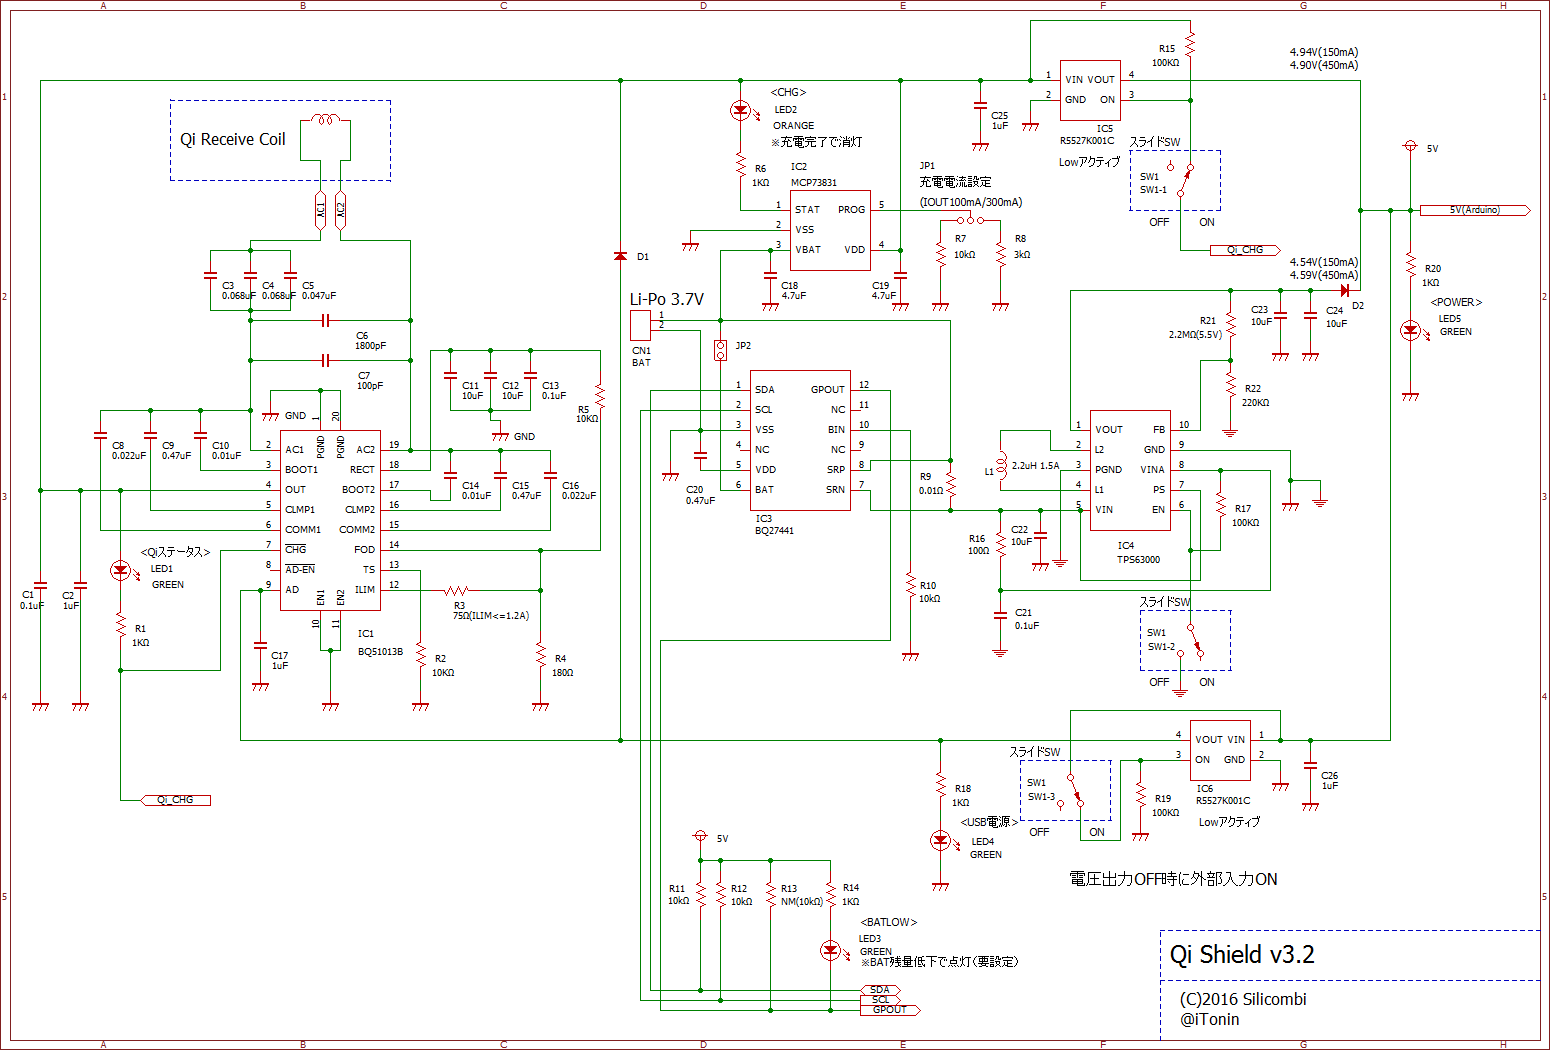 A B C D E F G H
1
2
3
4
5
Qi Receive Coil
AC1
AC2
C3
0.068uF
C4
0.068uF
C5
0.047uF
C6
1800pF
C7
100pF
GND
C8
0.022uF
C9
0.47uF
C10
0.01uF
1 PGND
20 PGND
2 AC1
3 BOOT1
4 OUT
5 CLMP1
6 COMM1
7 CHG
8 AD-EN
9 AD
10 EN1
11 EN2
AC2 19
RECT 18
BOOT2 17
CLMP2 16
COMM2 15
FOD 14
TS 13
ILIM 12
IC1
BQ51013B
C11
10uF
C12
10uF
C13
0.1uF
GND
R5
10KΩ
C14
0.01uF
C15
0.47uF
C16
0.022uF
<Qiステータス>
LED1
GREEN
C1
0.1uF
C2
1uF
R1
1KΩ
C17
1uF
R2
10KΩ
R3
75Ω(ILIM<=1.2A)
R4
180Ω
Qi_CHG
D1
<CHG>
LED2
ORANGE
※充電完了で消灯
R6
1KΩ
IC2
MCP73831
1 STAT
2 VSS
3 VBAT
PROG 5
VDD 4
C18
4.7uF
C19
4.7uF
JP1
充電電流設定
(IOUT100mA/300mA)
R7
10kΩ
R8
3kΩ
C25
1uF
Li-Po 3.7V
1
2
CN1
BAT
JP2
1 SDA
2 SCL
3 VSS
4 NC
5 VDD
6 BAT
GPOUT 12
NC 11
BIN 10
NC 9
SRP 8
SRN 7
IC3
BQ27441
C20
0.47uF
R9
0.01Ω
R10
10kΩ
1 VIN VOUT 4
2 GND ON 3
IC5
R5527K001C
Lowアクティブ
R15
100KΩ
スライドSW
SW1
SW1-1
OFF ON
Qi_CHG
4.94V(150mA)
4.90V(450mA)
5V
5V(Arduino)
4.54V(150mA)
4.59V(450mA)
D2
R20
1KΩ
<POWER>
LED5
GREEN
R21
2.2MΩ(5.5V)
C23
10uF
C24
10uF
R22
220KΩ
L1
2.2uH 1.5A
1 VOUT
2 L2
3 PGND
4 L1
5 VIN
FB 10
GND 9
VINA 8
PS 7
EN 6
IC4
TPS63000
R16
100Ω
C22
10uF
C21
0.1uF
R17
100KΩ
スライドSW
SW1
SW1-2
OFF ON
4 VOUT VIN 1
3 ON GND 2
IC6
R5527K001C
Lowアクティブ
スライドSW
SW1
SW1-3
OFF ON
R19
100KΩ
C26
1uF
R18
1KΩ
<USB電源>
LED4
GREEN
電圧出力OFF時に外部入力ON
5V
R11
10kΩ
R12
10kΩ
R13
NM(10kΩ)
R14
1KΩ
<BATLOW>
LED3
GREEN
※BAT残量低下で点灯(要設定)
SDA
SCL
GPOUT
Qi Shield v3.2
(C)2016 Silicombi
@iTonin
1
2
3
4
5
A B C D E F G H